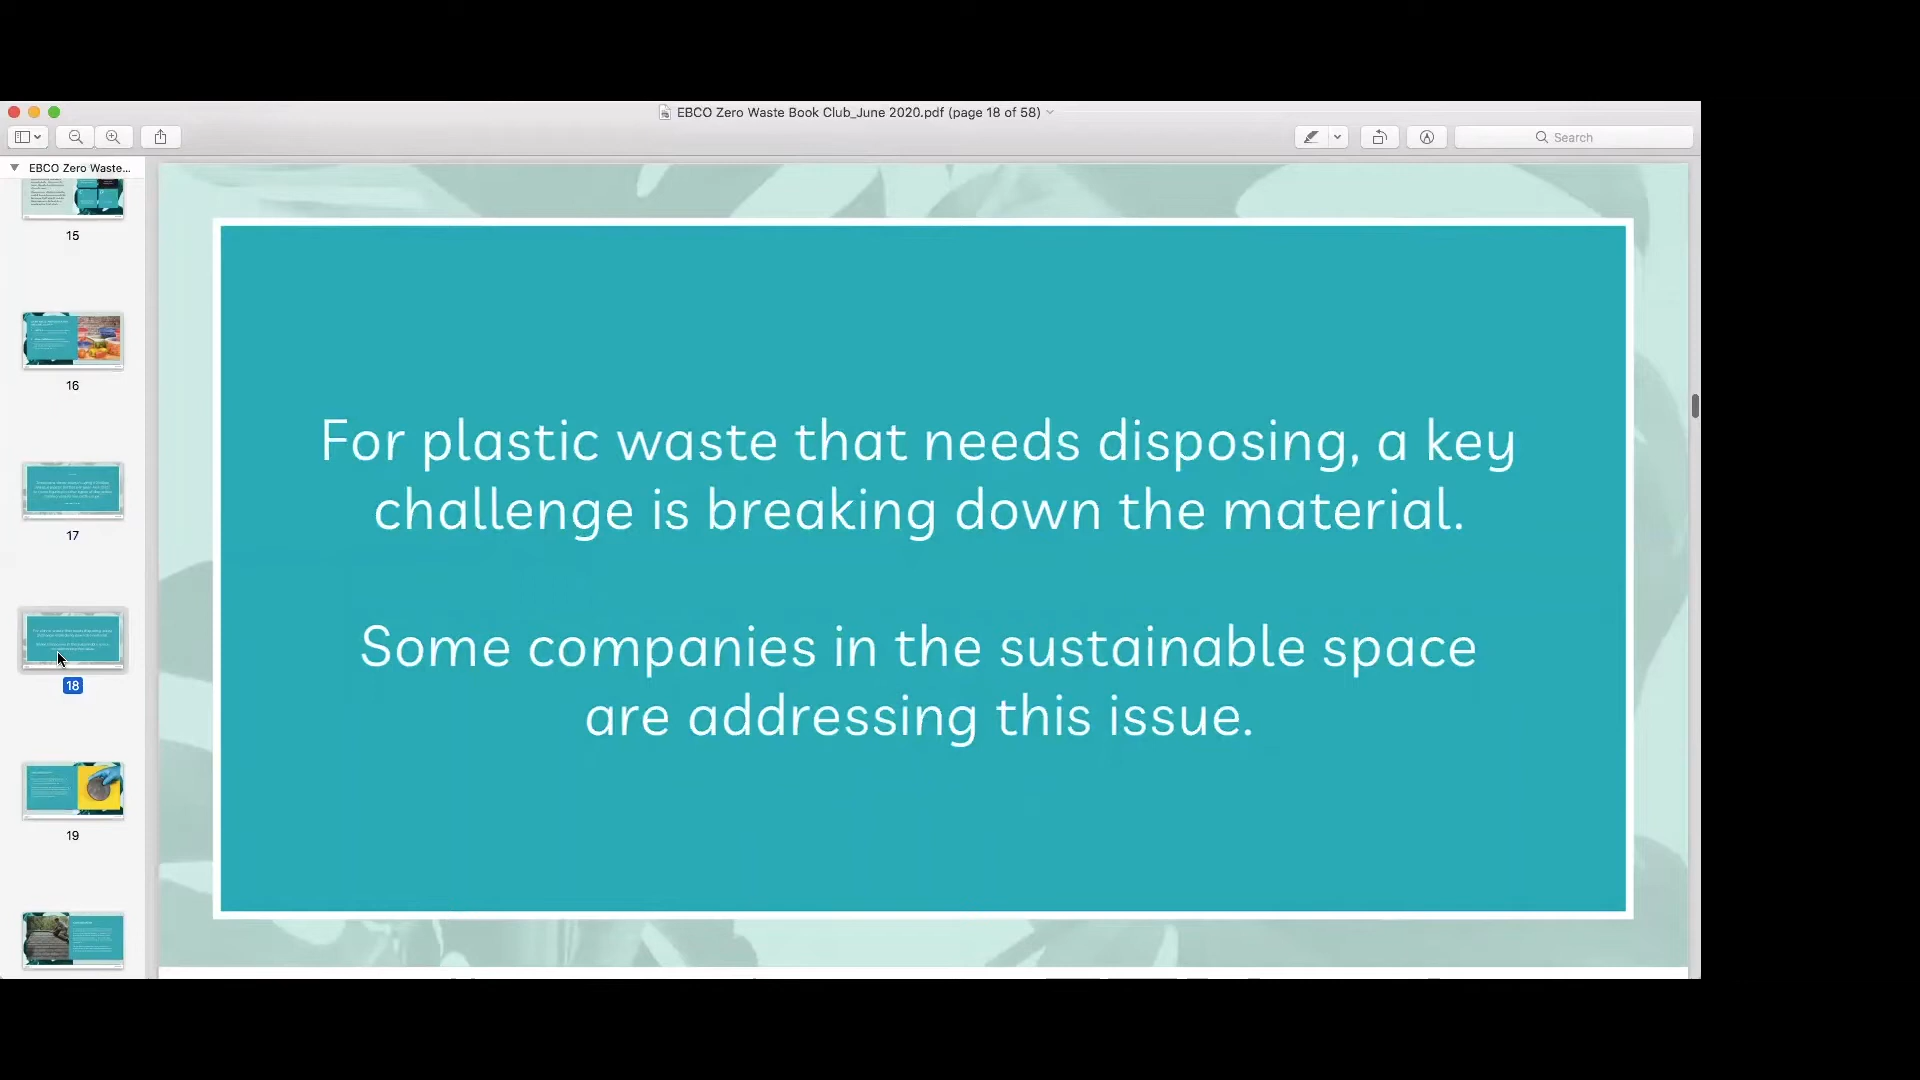 EBCO Zero Waste Book Club_June 2020.pdf (page 18 of 58)
Search
EBCO Zero Waste...
15
16
17
18
19
For plastic waste that needs disposing, a key
challenge is breaking down the material.
Some companies in the sustainable space
are addressing this issue.